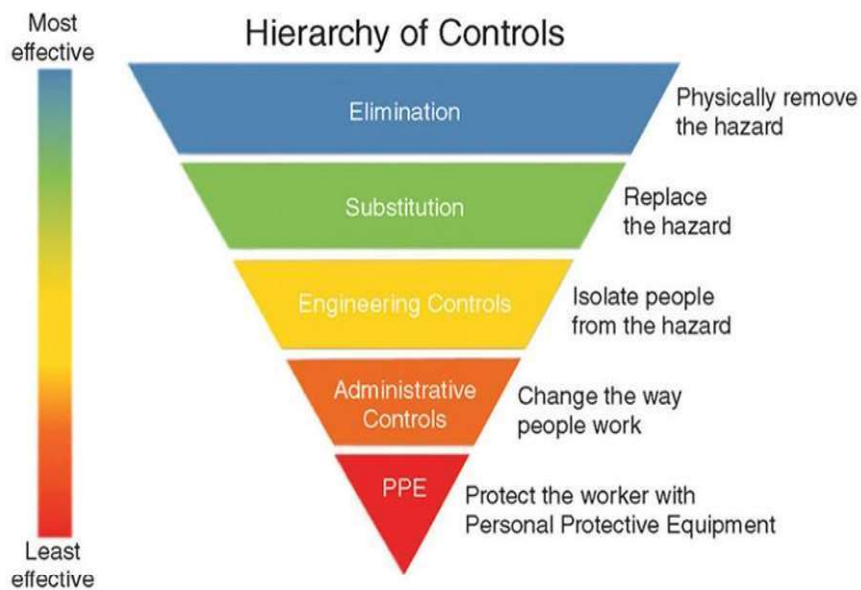 Most
effective
Hierarchy of Controls
Elimination
Physically remove
the hazard
Substitution
Replace
the hazard
Engineering Controls
Isolate people
from the hazard
Administrative
Controls
Change the way
people work
PPE
Protect the worker with
Personal Protective Equipment
Least
effective